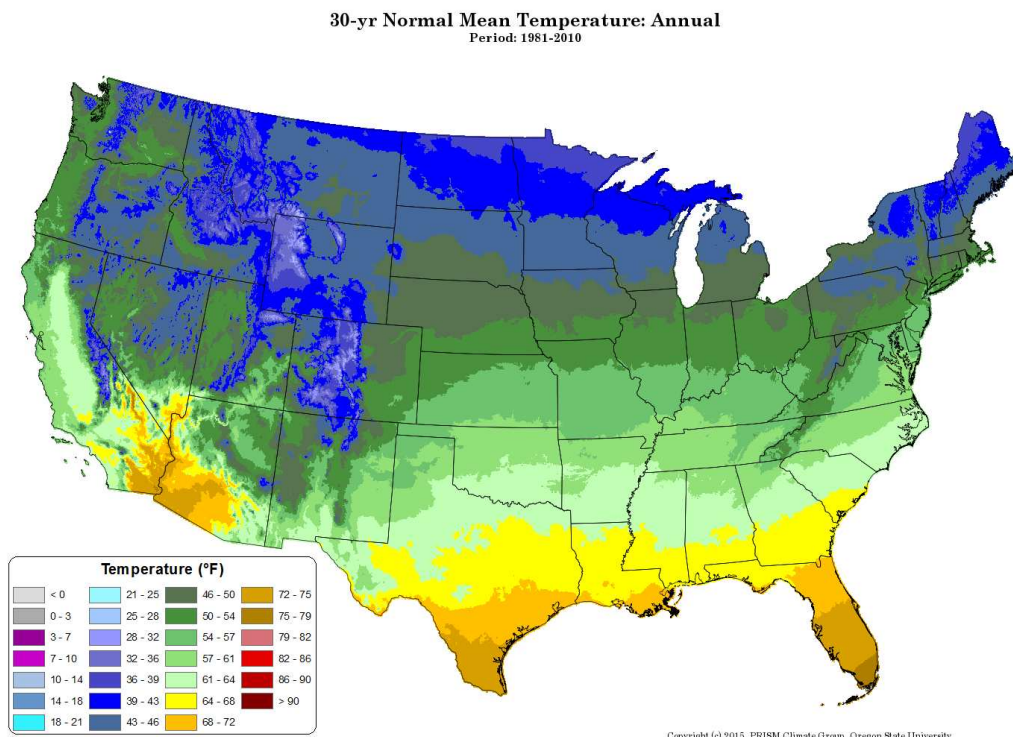 30-yr Normal Mean Temperature: Annual
Period: 1981-2010
Temperature (°F)
< 0
0 - 3
3 - 7
7 - 10
10 - 14
14 - 18
18 - 21
21 - 25
25 - 28
28 - 32
32 - 36
36 - 39
39 - 43
43 - 46
46 - 50
50 - 54
54 - 57
57 - 61
61 - 64
64 - 68
68 - 72
72 - 75
75 - 79
79 - 82
82 - 86
86 - 90
> 90
Copyright (c) 2015, PRISM Climate Group, Oregon State University